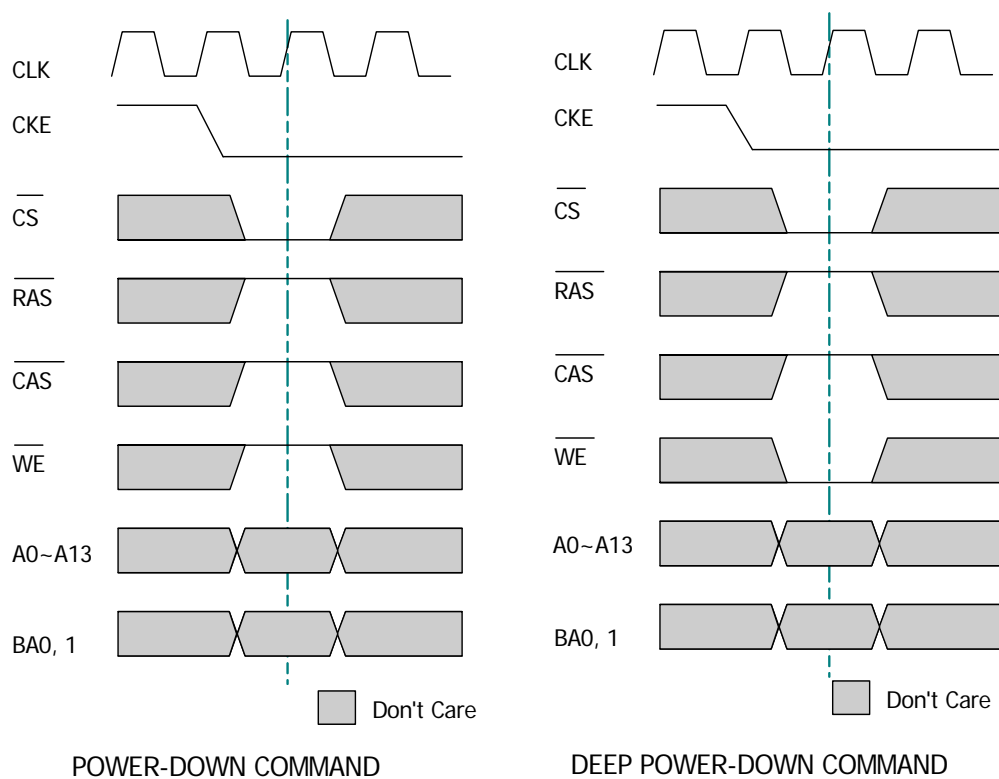 CLK
CKE
CS
RAS
CAS
WE
A0~A13
BA0, 1
Don't Care
POWER-DOWN COMMAND
CLK
CKE
CS
RAS
CAS
WE
A0~A13
BA0, 1
Don't Care
DEEP POWER-DOWN COMMAND